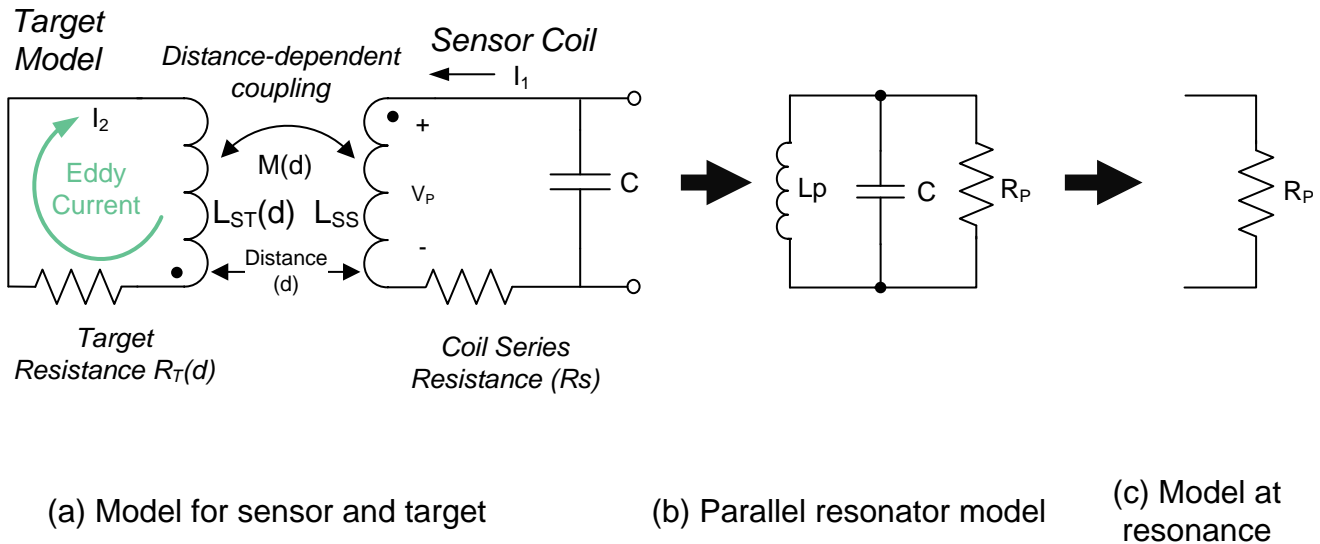 Target
Model
Distance-dependent
coupling
Sensor Coil
I1
I2
Eddy
Current
M(d)
LST(d)
LSS
+
VP
-
C
Distance
(d)
Target
Resistance RT(d)
Coil Series
Resistance (Rs)
Lp
C
RP
RP
(a) Model for sensor and target
(b) Parallel resonator model
(c) Model at
resonance